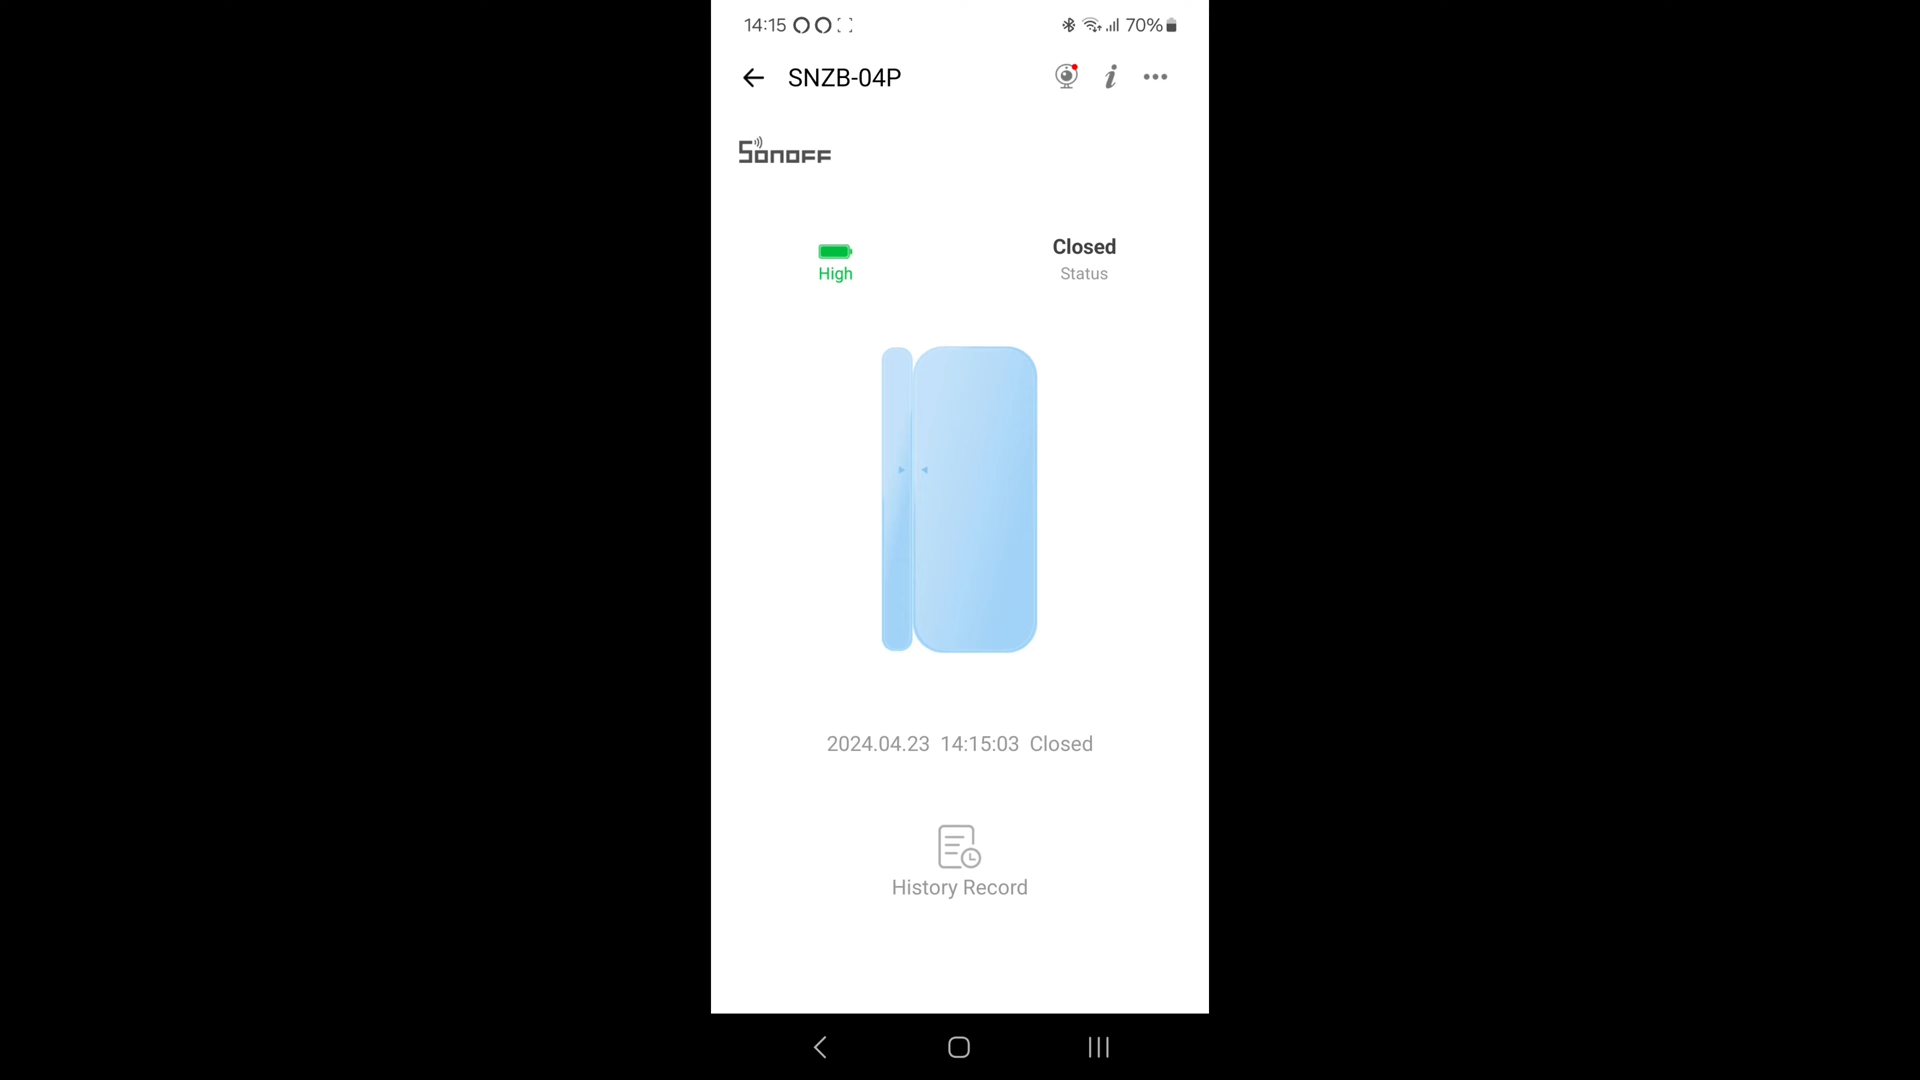 14:15 70%
SNZB-04P
SONOFF
High
Closed
Status
2024.04.23 14:15:03 Closed
History Record